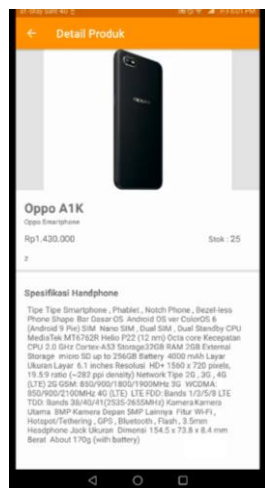 Detail Produk
Oppo A1K
Oppo Smartphone
Rp1.430.000
Stok : 25
2
Spesifikasi Handphone
Tipe Tipe Smartphone , Phablet , Notch Phone , Bezel-less
Phone Shape Bar Dasar OS Android OS ver ColorOS 6
(Android 9 Pie) SIM Nano SIM , Dual SIM , Dual Standby CPU
MediaTek MT6762R Helio P22 (12 nm) Octa core Kecepatan
CPU 2.0 GHz Cortex-A53 Storage32GB RAM 2GB External
Storage micro SD up to 256GB Battery 4000 mAh Layar
Ukuran Layar 6.1 inches Resolusi HD+ 1560 x 720 pixels,
19.5:9 ratio (~282 ppi density) Network Tipe 2G , 3G , 4G
(LTE) 2G GSM: 850/900/1800/1900MHz 3G WCDMA:
850/900/2100MHz 4G (LTE) LTE FDD: Bands 1/3/5/8 LTE
TDD: Bands 38/40/41(2535-2655MHz) Kamera Kamera
Utama 8MP Kamera Depan 5MP Lainnya Fitur Wi-Fi ,
Hotspot/Tethering , GPS , Bluetooth , Flash , 3.5mm
Headphone Jack Ukuran Dimensi 154.5 x 73.8 x 8.4 mm
Berat About 170g (with battery)